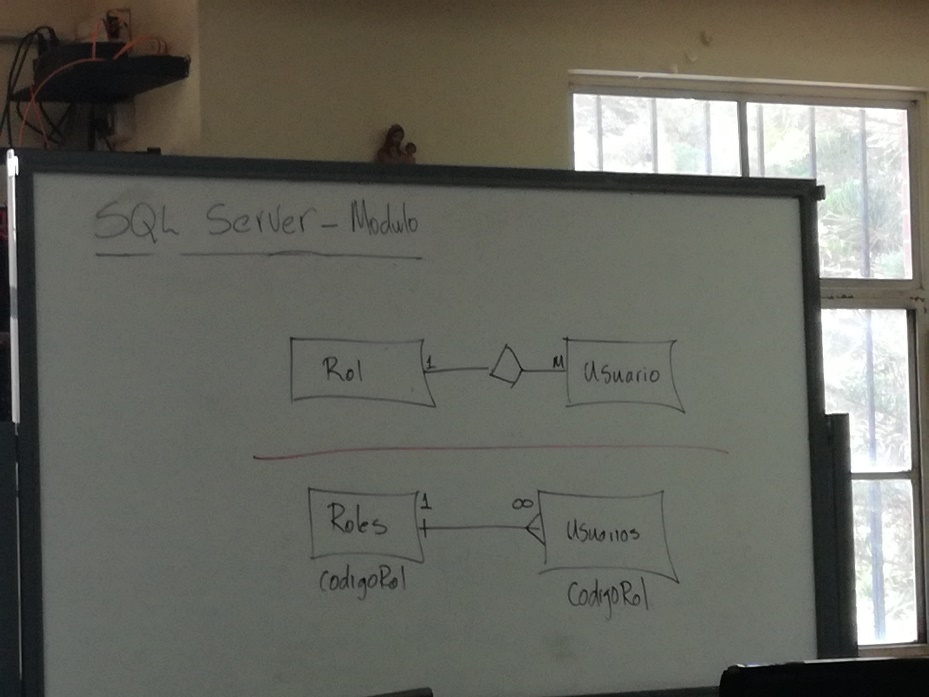 SQL Server - Modulo
Rol 1 M Usuario
Roles 1 ∞ Usuarios
CodigoRol CodigoRol